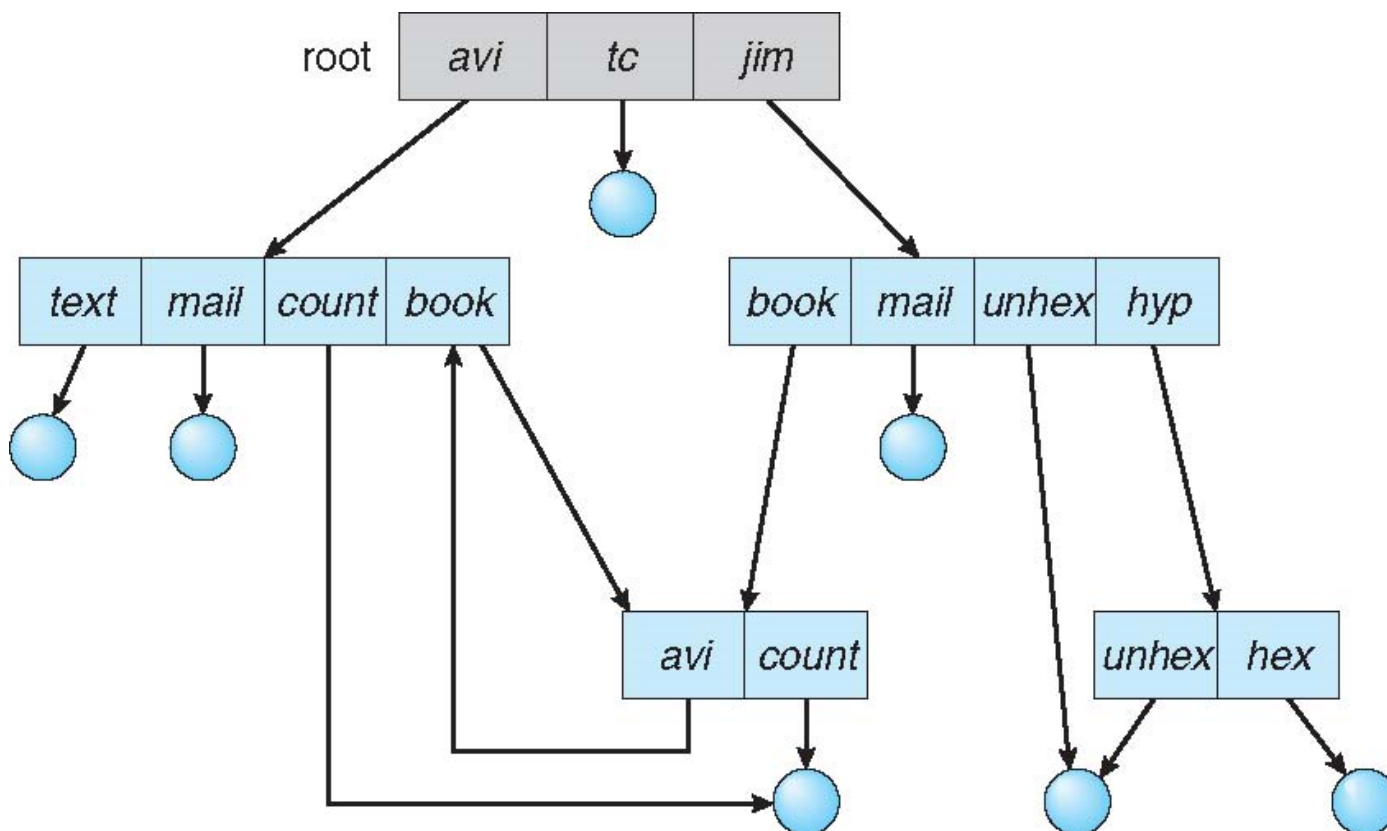 root avi tc jim
text mail count book
book mail unhex hyp
avi count
unhex hex